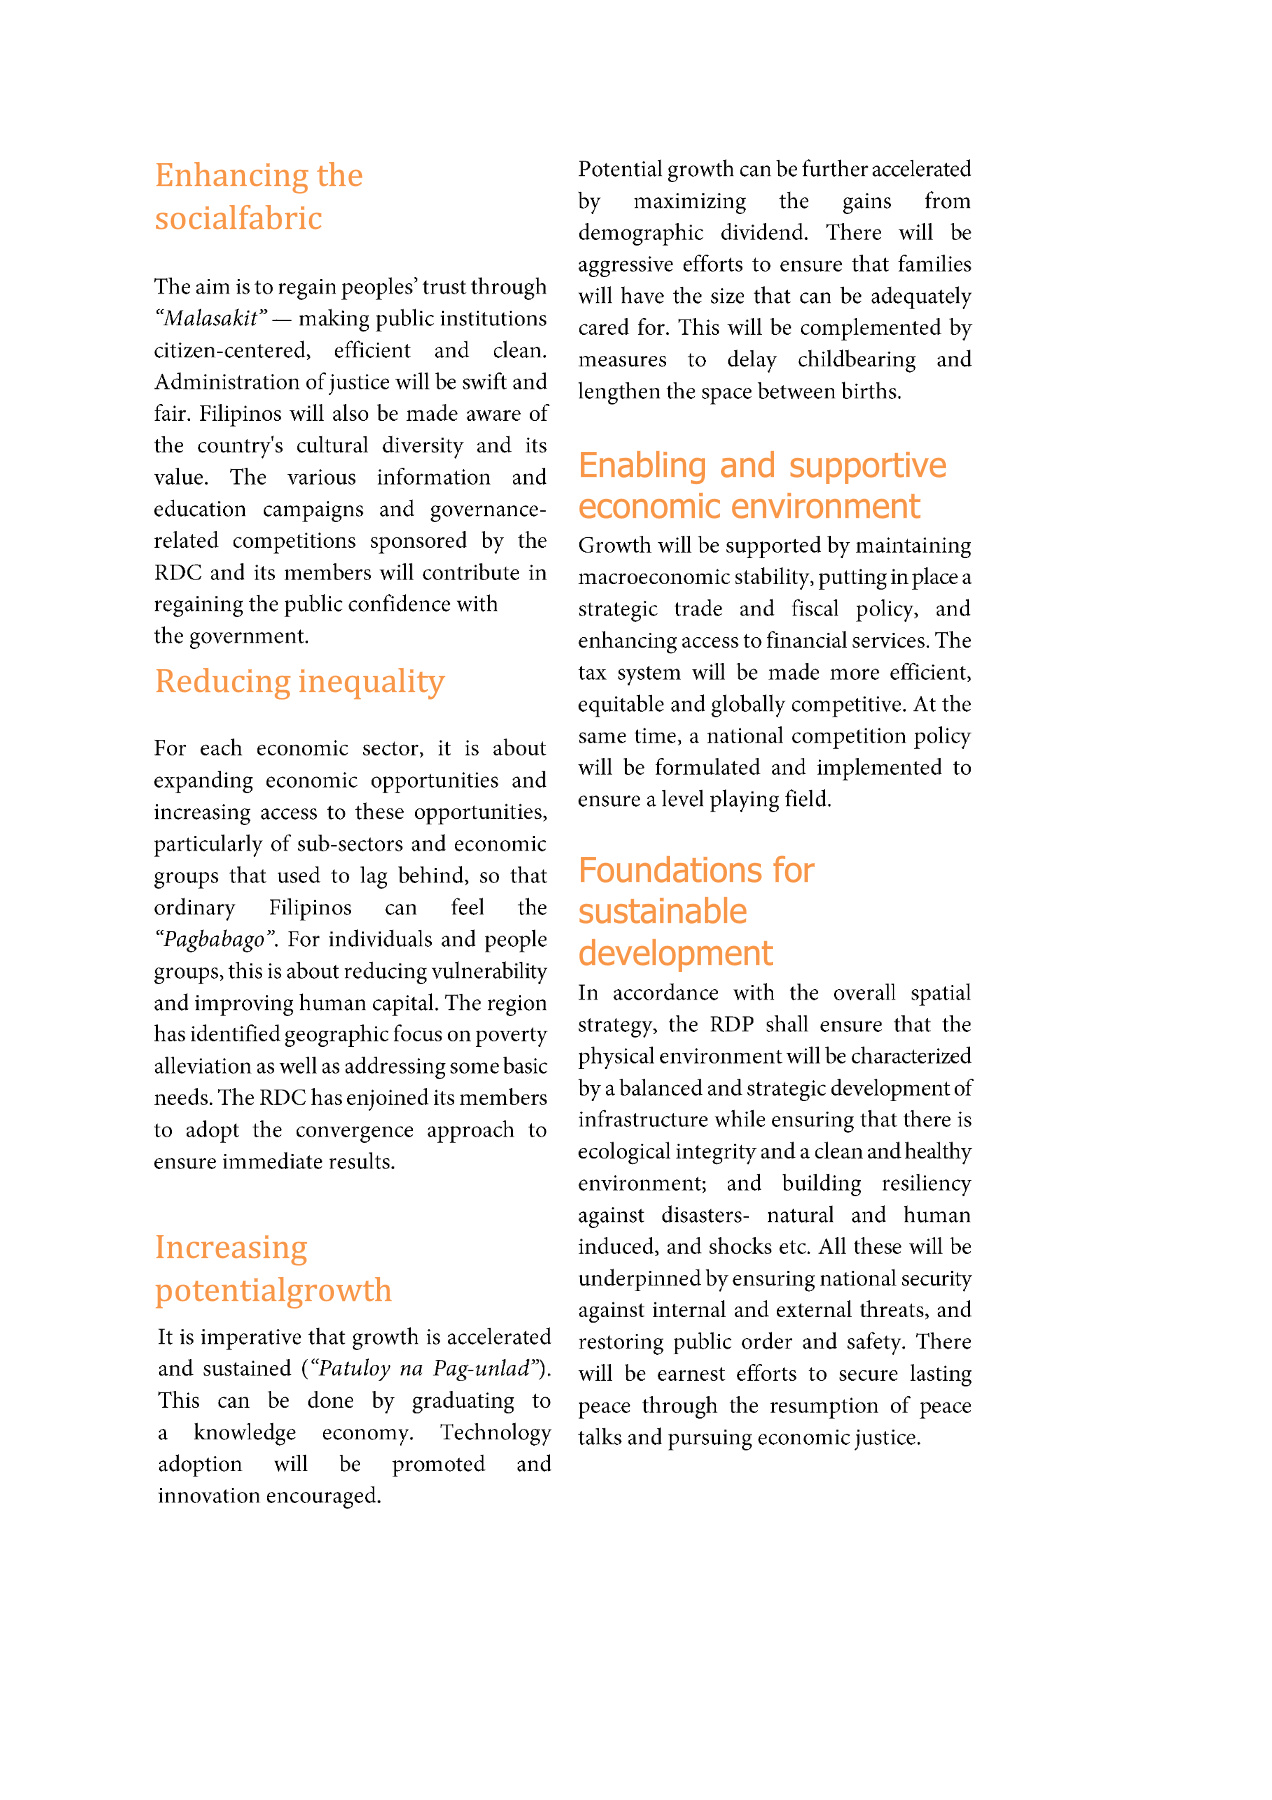 Enhancing the
socialfabric
The aim is to regain peoples’ trust through
“Malasakit” — making public institutions
citizen-centered, efficient and clean.
Administration of justice will be swift and
fair. Filipinos will also be made aware of
the country's cultural diversity and its
value. The various information and
education campaigns and governance-
related competitions sponsored by the
RDC and its members will contribute in
regaining the public confidence with
the government.
Reducing inequality
For each economic sector, it is about
expanding economic opportunities and
increasing access to these opportunities,
particularly of sub-sectors and economic
groups that used to lag behind, so that
ordinary Filipinos can feel the
“Pagbabago”. For individuals and people
groups, this is about reducing vulnerability
and improving human capital. The region
has identified geographic focus on poverty
alleviation as well as addressing some basic
needs. The RDC has enjoined its members
to adopt the convergence approach to
ensure immediate results.
Increasing
potentialgrowth
It is imperative that growth is accelerated
and sustained (“Patuloy na Pag-unlad”).
This can be done by graduating to
a knowledge economy. Technology
adoption will be promoted and
innovation encouraged.
Potential growth can be further accelerated
by maximizing the gains from
demographic dividend. There will be
aggressive efforts to ensure that families
will have the size that can be adequately
cared for. This will be complemented by
measures to delay childbearing and
lengthen the space between births.
Enabling and supportive
economic environment
Growth will be supported by maintaining
macroeconomic stability, putting in place a
strategic trade and fiscal policy, and
enhancing access to financial services. The
tax system will be made more efficient,
equitable and globally competitive. At the
same time, a national competition policy
will be formulated and implemented to
ensure a level playing field.
Foundations for
sustainable
development
In accordance with the overall spatial
strategy, the RDP shall ensure that the
physical environment will be characterized
by a balanced and strategic development of
infrastructure while ensuring that there is
ecological integrity and a clean and healthy
environment; and building resiliency
against disasters- natural and human
induced, and shocks etc. All these will be
underpinned by ensuring national security
against internal and external threats, and
restoring public order and safety. There
will be earnest efforts to secure lasting
peace through the resumption of peace
talks and pursuing economic justice.